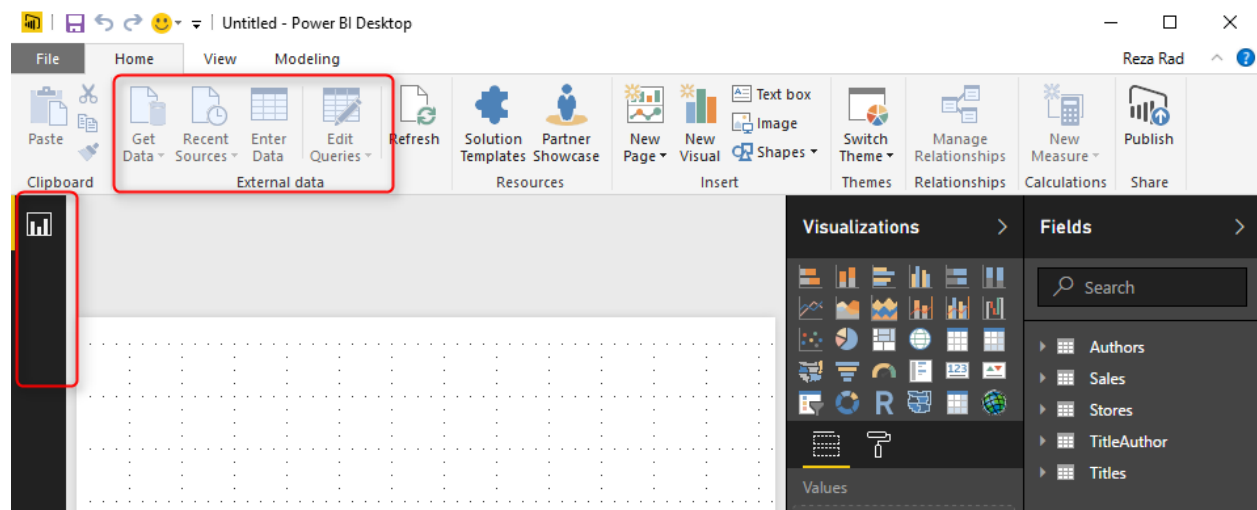 Untitled - Power BI Desktop
File Home View Modeling Reza Rad ?
Paste
Get Data
Recent Sources
Enter Data
Edit Queries
Refresh
Solution Templates
Partner Showcase
New Page
New Visual
Text box
Image
Shapes
Switch Theme
Manage Relationships
New Measure
Publish
Clipboard External data Resources Insert Themes Relationships Calculations Share
Visualizations
Fields
Search
123
R
Authors
Sales
Stores
TitleAuthor
Titles
Values